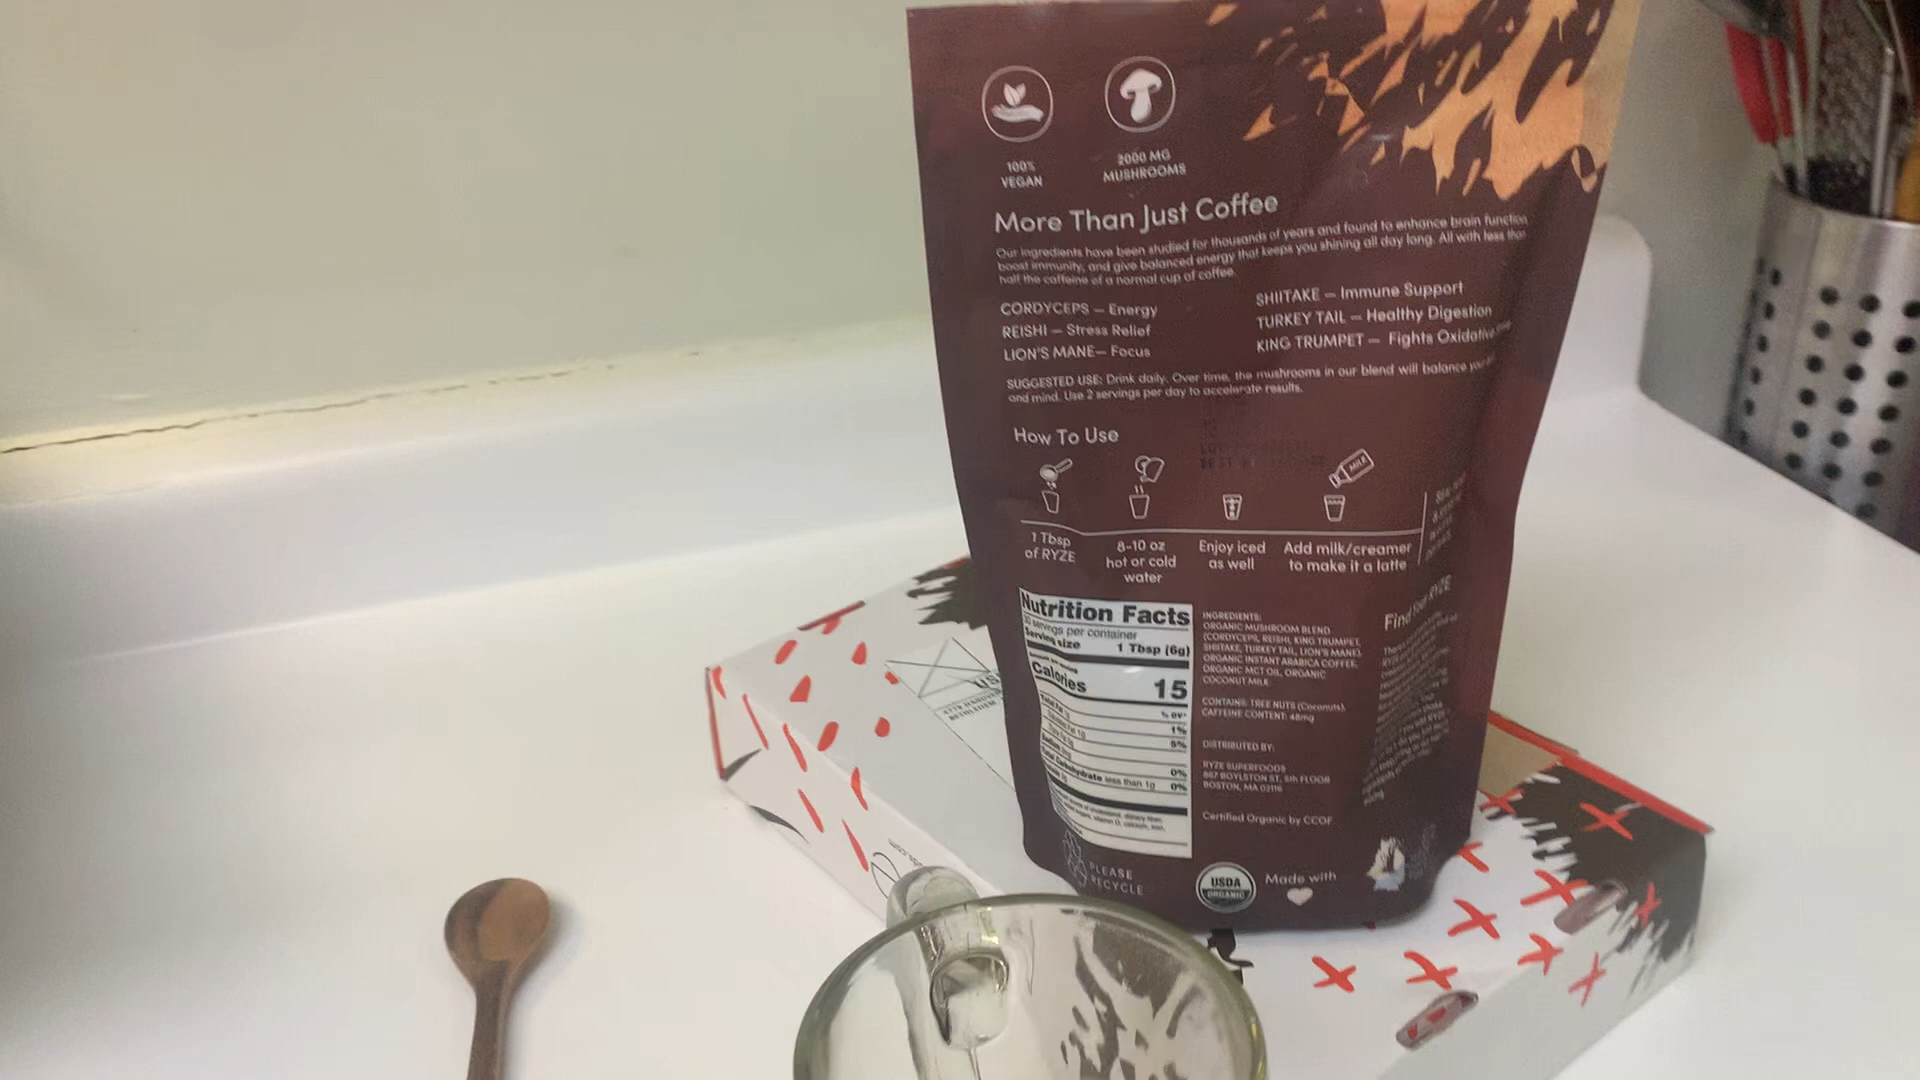 100%
VEGAN
2000 MG
MUSHROOMS
More Than Just Coffee
Our ingredients have been studied for thousands of years and found to enhance brain function
boost immunity, and give balanced energy that keeps you shining all day long. All with less than
half the caffeine of a normal cup of coffee.
CORDYCEPS — Energy
REISHI — Stress Relief
LION'S MANE— Focus
SHIITAKE — Immune Support
TURKEY TAIL — Healthy Digestion
KING TRUMPET — Fights Oxidative
SUGGESTED USE: Drink daily. Over time, the mushrooms in our blend will balance your
and mind. Use 2 servings per day to accelerate results.
How To Use
MILK
1 Tbsp
of RYZE
8-10 oz
hot or cold
water
Enjoy iced
as well
Add milk/creamer
to make it a latte
Nutrition Facts
30 servings per container
Serving size 1 Tbsp (6g)
Calories 15
% DV*
1%
5%
0%
Total Carbohydrate less than 1g 0%
INGREDIENTS:
ORGANIC MUSHROOM BLEND
(CORDYCEPS, REISHI, KING TRUMPET,
SHIITAKE, TURKEY TAIL, LION'S MANE),
ORGANIC INSTANT ARABICA COFFEE,
ORGANIC MCT OIL, ORGANIC
COCONUT MILK
CONTAINS: TREE NUTS (Coconuts).
CAFFEINE CONTENT: 48mg
DISTRIBUTED BY:
RYZE SUPERFOODS
867 BOYLSTON ST, 5th FLOOR
BOSTON, MA 02116
Certified Organic by CCOF
Find Your RYZE
PLEASE
RECYCLE
USDA
ORGANIC
Made with
US